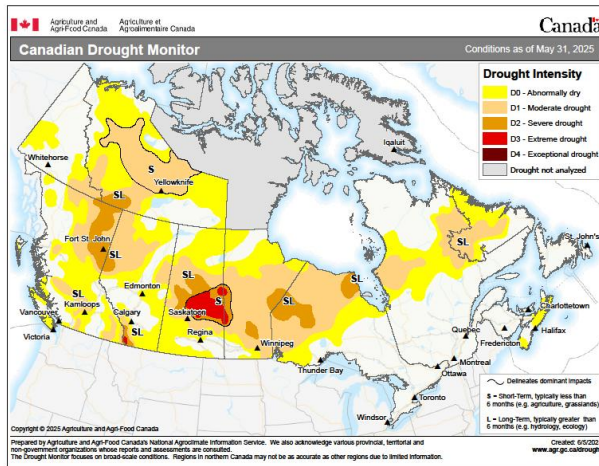 Agriculture and Agri-Food Canada
Agriculture et Agroalimentaire Canada
Canada
Canadian Drought Monitor
Conditions as of May 31, 2025
Drought Intensity
D0 - Abnormally dry
D1 - Moderate drought
D2 - Severe drought
D3 - Extreme drought
D4 - Exceptional drought
Drought not analyzed
Iqaluit
Whitehorse
S
Yellowknife
SL
SL
St. John's
Fort St. John
SL
SL
SL
SL
Edmonton
SL
Charlottetown
Kamloops
S
Vancouver
Calgary
Saskatoon
Halifax
SL
Quebec
Fredericton
Victoria
Regina
Winnipeg
Montreal
Thunder Bay
Ottawa
Toronto
Windsor
Delineates dominant impacts
S = Short-Term, typically less than
6 months (e.g. agriculture, grasslands)
L = Long-Term, typically greater than
6 months (e.g. hydrology, ecology)
Copyright © 2025 Agriculture and Agri-Food Canada
Prepared by Agriculture and Agri-Food Canada's National Agroclimate Information Service. We also acknowledge various provincial, territorial and
non-government organizations whose reports and assessments are consulted.
The Drought Monitor focuses on broad-scale conditions. Regions in northern Canada may not be as accurate as other regions due to limited information.
Created: 6/5/202
www.agr.gc.ca/drough